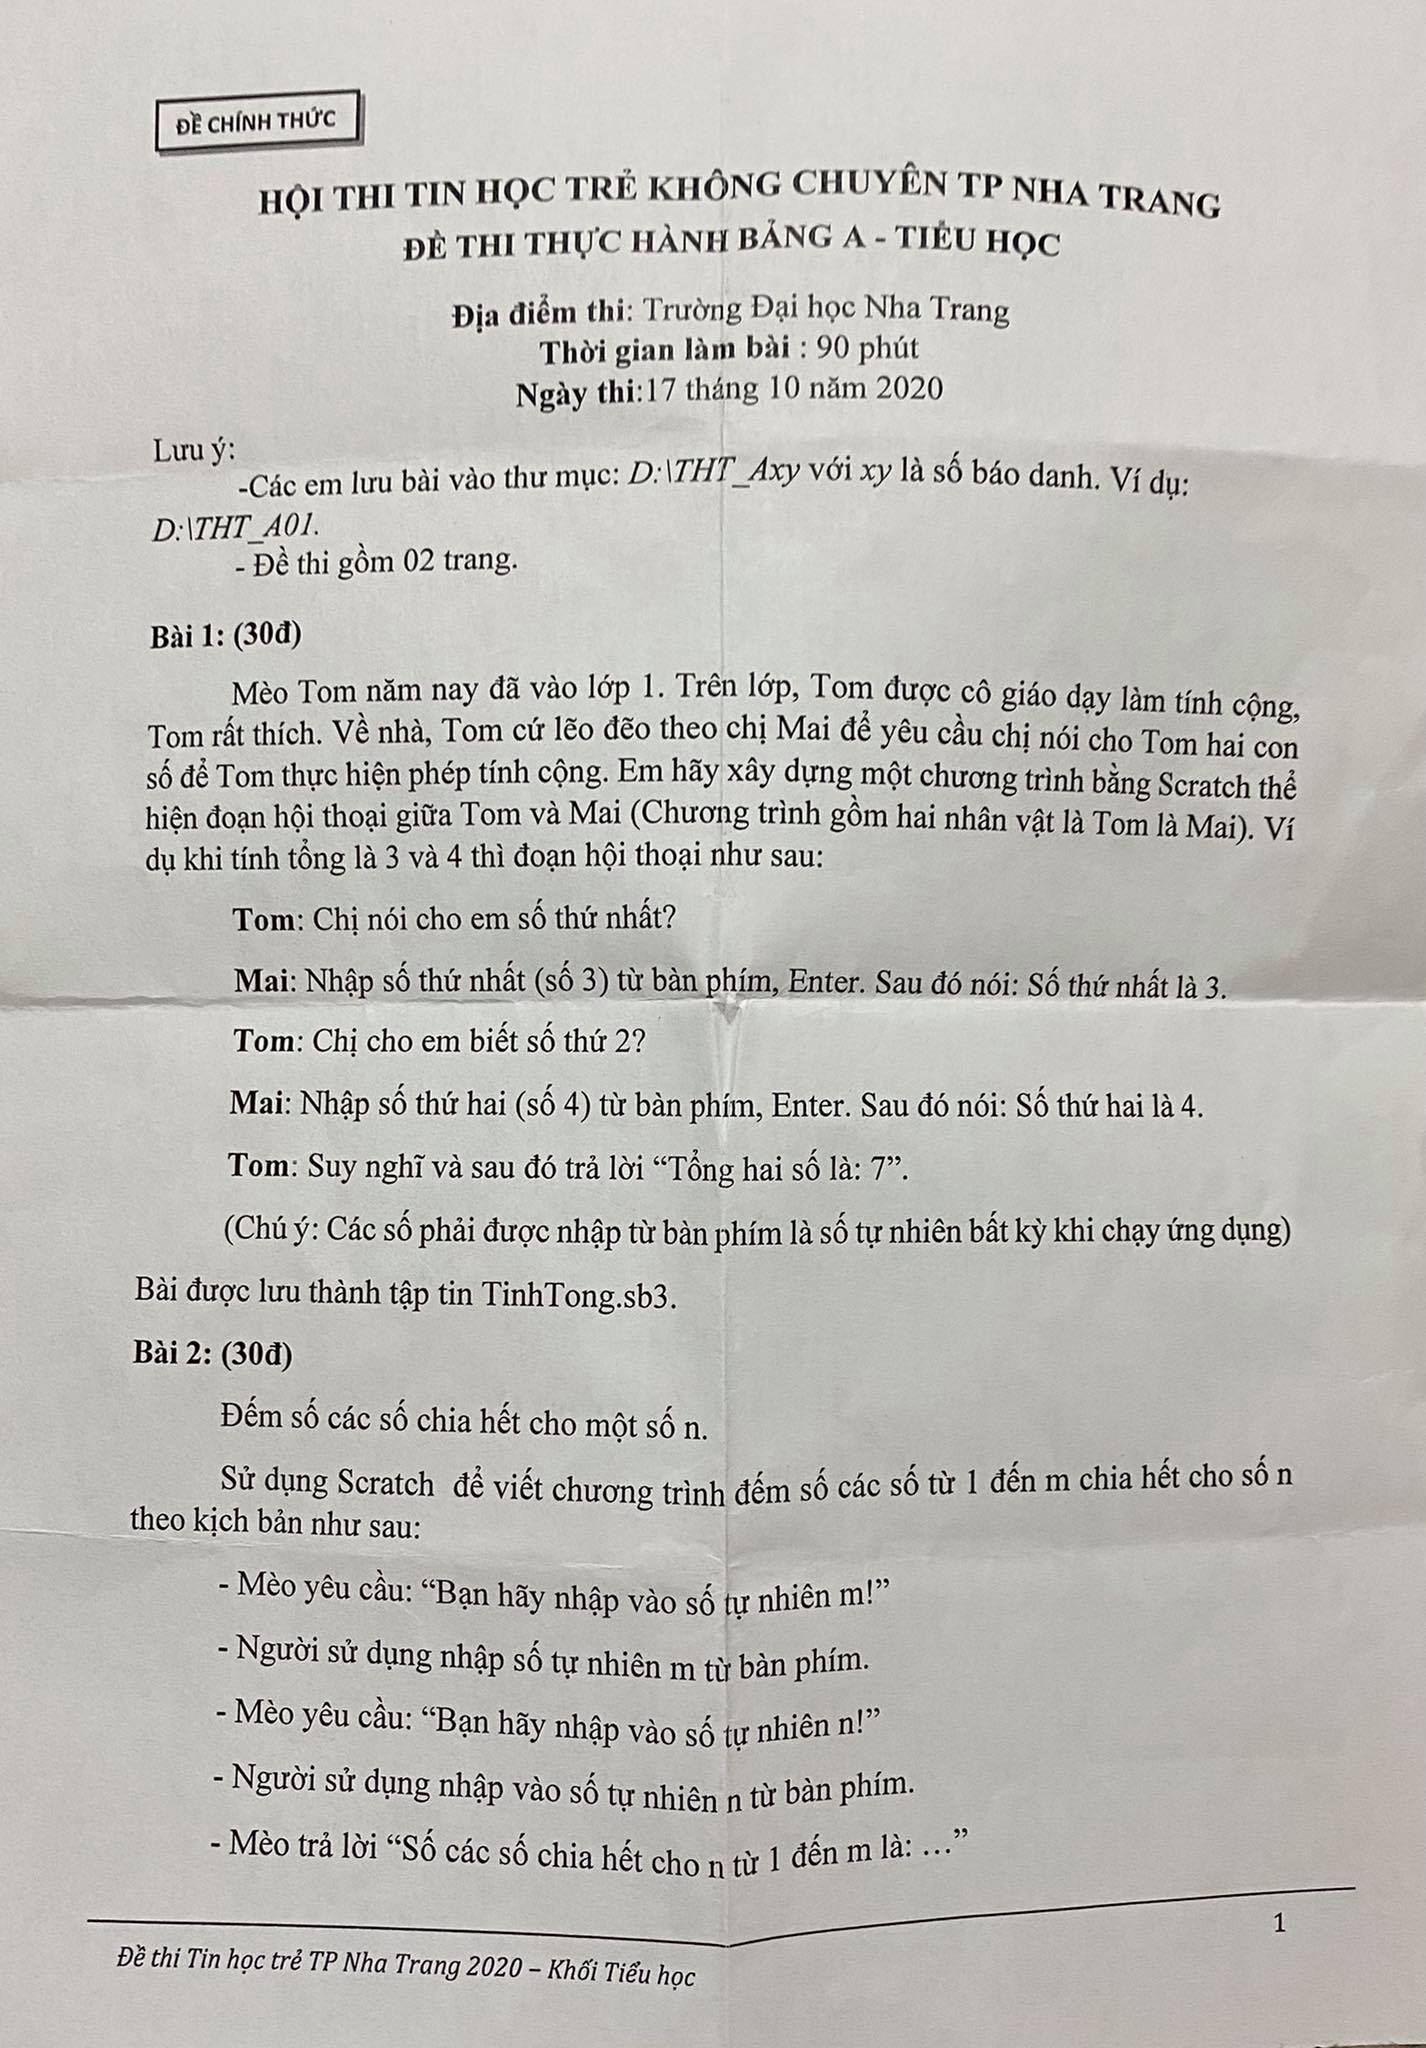 ĐỀ CHÍNH THỨC
HỘI THI TIN HỌC TRẺ KHÔNG CHUYÊN TP NHA TRANG
ĐỀ THI THỰC HÀNH BẢNG A - TIỂU HỌC
Địa điểm thi: Trường Đại học Nha Trang
Thời gian làm bài : 90 phút
Ngày thi:17 tháng 10 năm 2020
Lưu ý:
-Các em lưu bài vào thư mục: D:\THT_Axy với xy là số báo danh. Ví dụ:
D:\THT_A01.
- Đề thi gồm 02 trang.
Bài 1: (30đ)
Mèo Tom năm nay đã vào lớp 1. Trên lớp, Tom được cô giáo dạy làm tính cộng,
Tom rất thích. Về nhà, Tom cứ lẽo đẽo theo chị Mai để yêu cầu chị nói cho Tom hai con
số để Tom thực hiện phép tính cộng. Em hãy xây dựng một chương trình bằng Scratch thể
hiện đoạn hội thoại giữa Tom và Mai (Chương trình gồm hai nhân vật là Tom là Mai). Ví
dụ khi tính tổng là 3 và 4 thì đoạn hội thoại như sau:
Tom: Chị nói cho em số thứ nhất?
Mai: Nhập số thứ nhất (số 3) từ bàn phím, Enter. Sau đó nói: Số thứ nhất là 3.
Tom: Chị cho em biết số thứ 2?
Mai: Nhập số thứ hai (số 4) từ bàn phím, Enter. Sau đó nói: Số thứ hai là 4.
Tom: Suy nghĩ và sau đó trả lời “Tổng hai số là: 7”.
(Chú ý: Các số phải được nhập từ bàn phím là số tự nhiên bất kỳ khi chạy ứng dụng)
Bài được lưu thành tập tin TinhTong.sb3.
Bài 2: (30đ)
Đếm số các số chia hết cho một số n.
Sử dụng Scratch để viết chương trình đếm số các số từ 1 đến m chia hết cho số n
theo kịch bản như sau:
- Mèo yêu cầu: “Bạn hãy nhập vào số tự nhiên m!”
- Người sử dụng nhập số tự nhiên m từ bàn phím.
- Mèo yêu cầu: “Bạn hãy nhập vào số tự nhiên n!”
- Người sử dụng nhập vào số tự nhiên n từ bàn phím.
- Mèo trả lời “Số các số chia hết cho n từ 1 đến m là: …”
1
Đề thi Tin học trẻ TP Nha Trang 2020 – Khối Tiểu học